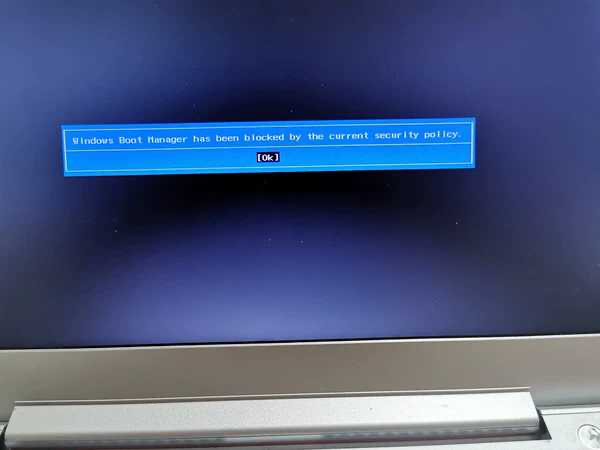 Windows Boot Manager has been blocked by the current security policy.
[Ok]